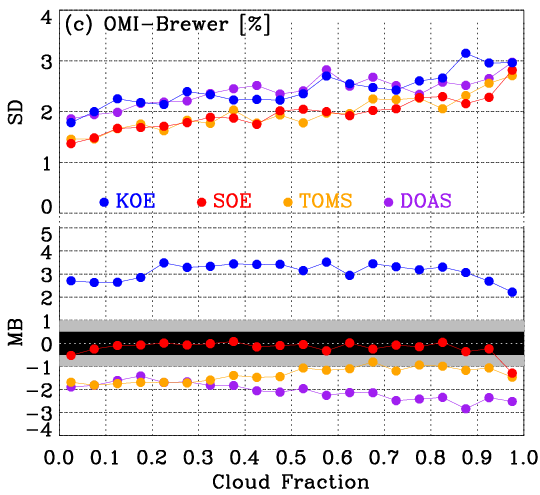 (c) OMI-Brewer [%]
4
3
2
1
0
SD
KOE SOE TOMS DOAS
5
4
3
2
1
0
-1
-2
-3
-4
MB
0.0 0.1 0.2 0.3 0.4 0.5 0.6 0.7 0.8 0.9 1.0
Cloud Fraction